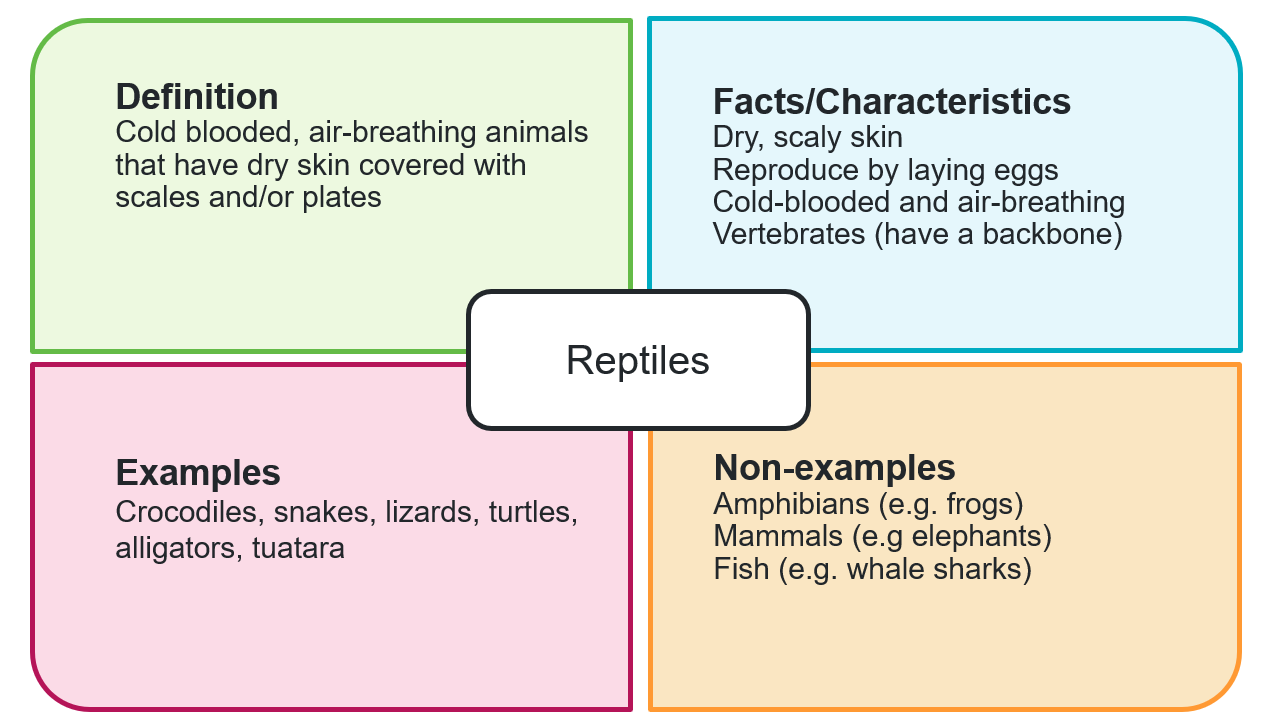 Definition
Cold blooded, air-breathing animals
that have dry skin covered with
scales and/or plates
Facts/Characteristics
Dry, scaly skin
Reproduce by laying eggs
Cold-blooded and air-breathing
Vertebrates (have a backbone)
Reptiles
Examples
Crocodiles, snakes, lizards, turtles,
alligators, tuatara
Non-examples
Amphibians (e.g. frogs)
Mammals (e.g elephants)
Fish (e.g. whale sharks)